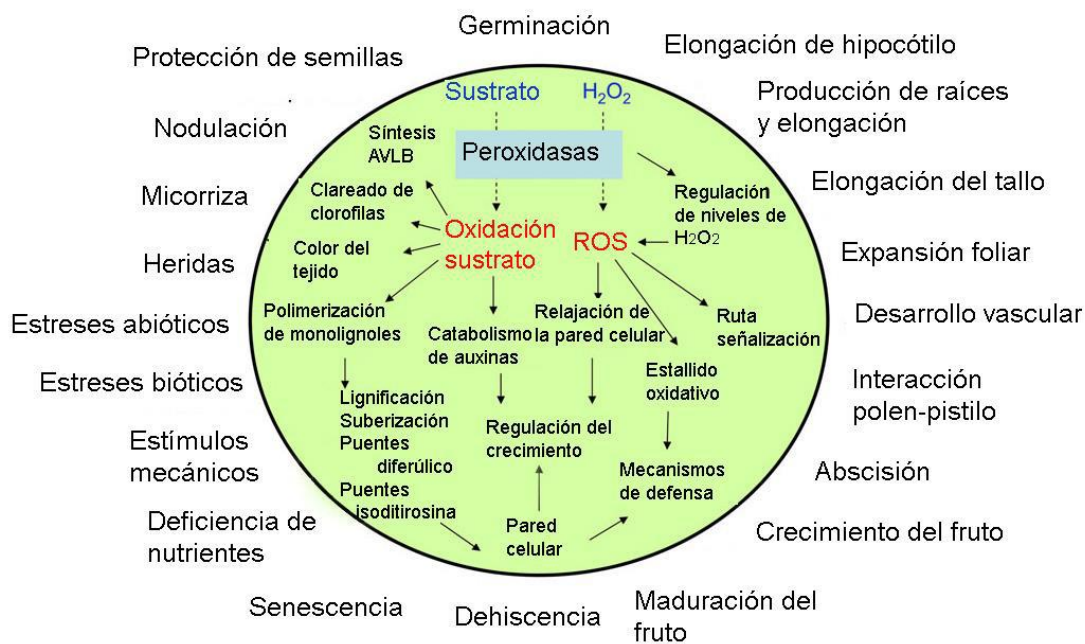 Germinación
Protección de semillas
Elongación de hipocótilo
Sustrato
H₂O₂
Producción de raíces
y elongación
Nodulación
Síntesis
AVLB
Peroxidasas
Micorriza
Clareado de
clorofilas
Regulación
de niveles de
H₂O₂
Elongación del tallo
Oxidación
sustrato
ROS
Heridas
Color del
tejido
Expansión foliar
Estreses abióticos
Polimerización
de monolignoles
Catabolismo
de auxinas
Relajación de
la pared celular
Ruta
señalización
Desarrollo vascular
Estreses bióticos
Estallido
oxidativo
Interacción
polen-pistilo
Lignificación
Suberización
Puentes
diferúlico
Puentes
isoditirosina
Regulación del
crecimiento
Estímulos
mecánicos
Mecanismos
de defensa
Abscisión
Deficiencia de
nutrientes
Pared
celular
Crecimiento del fruto
Senescencia
Dehiscencia
Maduración del
fruto